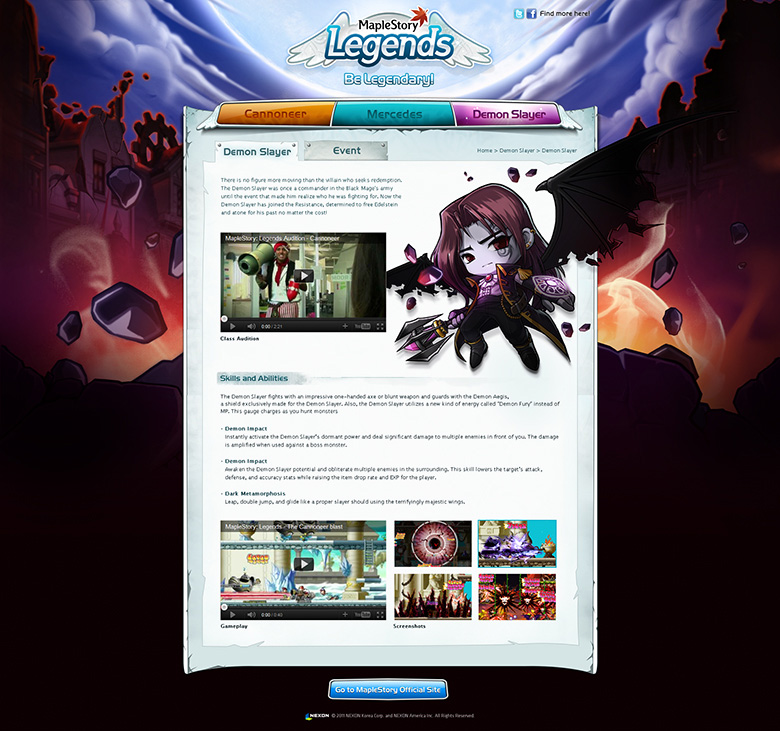 Find more here!
MapleStory
Legends
Be Legendary!
Cannoneer
Mercedes
Demon Slayer
Demon Slayer
Event
Home > Demon Slayer > Demon Slayer
There is no figure more moving than the villain who seeks redemption.
The Demon Slayer was once a commander in the Black Mage's army
until the event that made him realize who he was fighting for. Now the
Demon Slayer has joined the Resistance, determined to free Edelstein
and atone for his past no matter the cost!
MapleStory: Legends Audition - Cannoneer
0:00 / 2:21
You Tube
Class Audition
Skills and Abilities
The Demon Slayer fights with an impressive one-handed axe or blunt weapon and guards with the Demon Aegis,
a shield exclusively made for the Demon Slayer. Also, the Demon Slayer utilizes a new kind of energy called "Demon Fury" instead of
MP. This gauge charges as you hunt monsters
- Demon Impact
Instantly activate the Demon Slayer's dormant power and deal significant damage to multiple enemies in front of you. The damage
is amplified when used against a boss monster.
- Demon Impact
Awaken the Demon Slayer potential and obliterate multiple enemies in the surrounding. This skill lowers the target's attack,
defense, and accuracy stats while raising the item drop rate and EXP for the player.
- Dark Metamorphosis
Leap, double jump, and glide like a proper slayer should using the terrifyingly majestic wings.
MapleStory: Legends - The Cannoneer blast
0:00 / 0:40
You Tube
Gameplay
Screenshots
Go to MapleStory Official Site
NEXON © 2011 NEXON Korea Corp. and NEXON America Inc. All Rights Reserved.